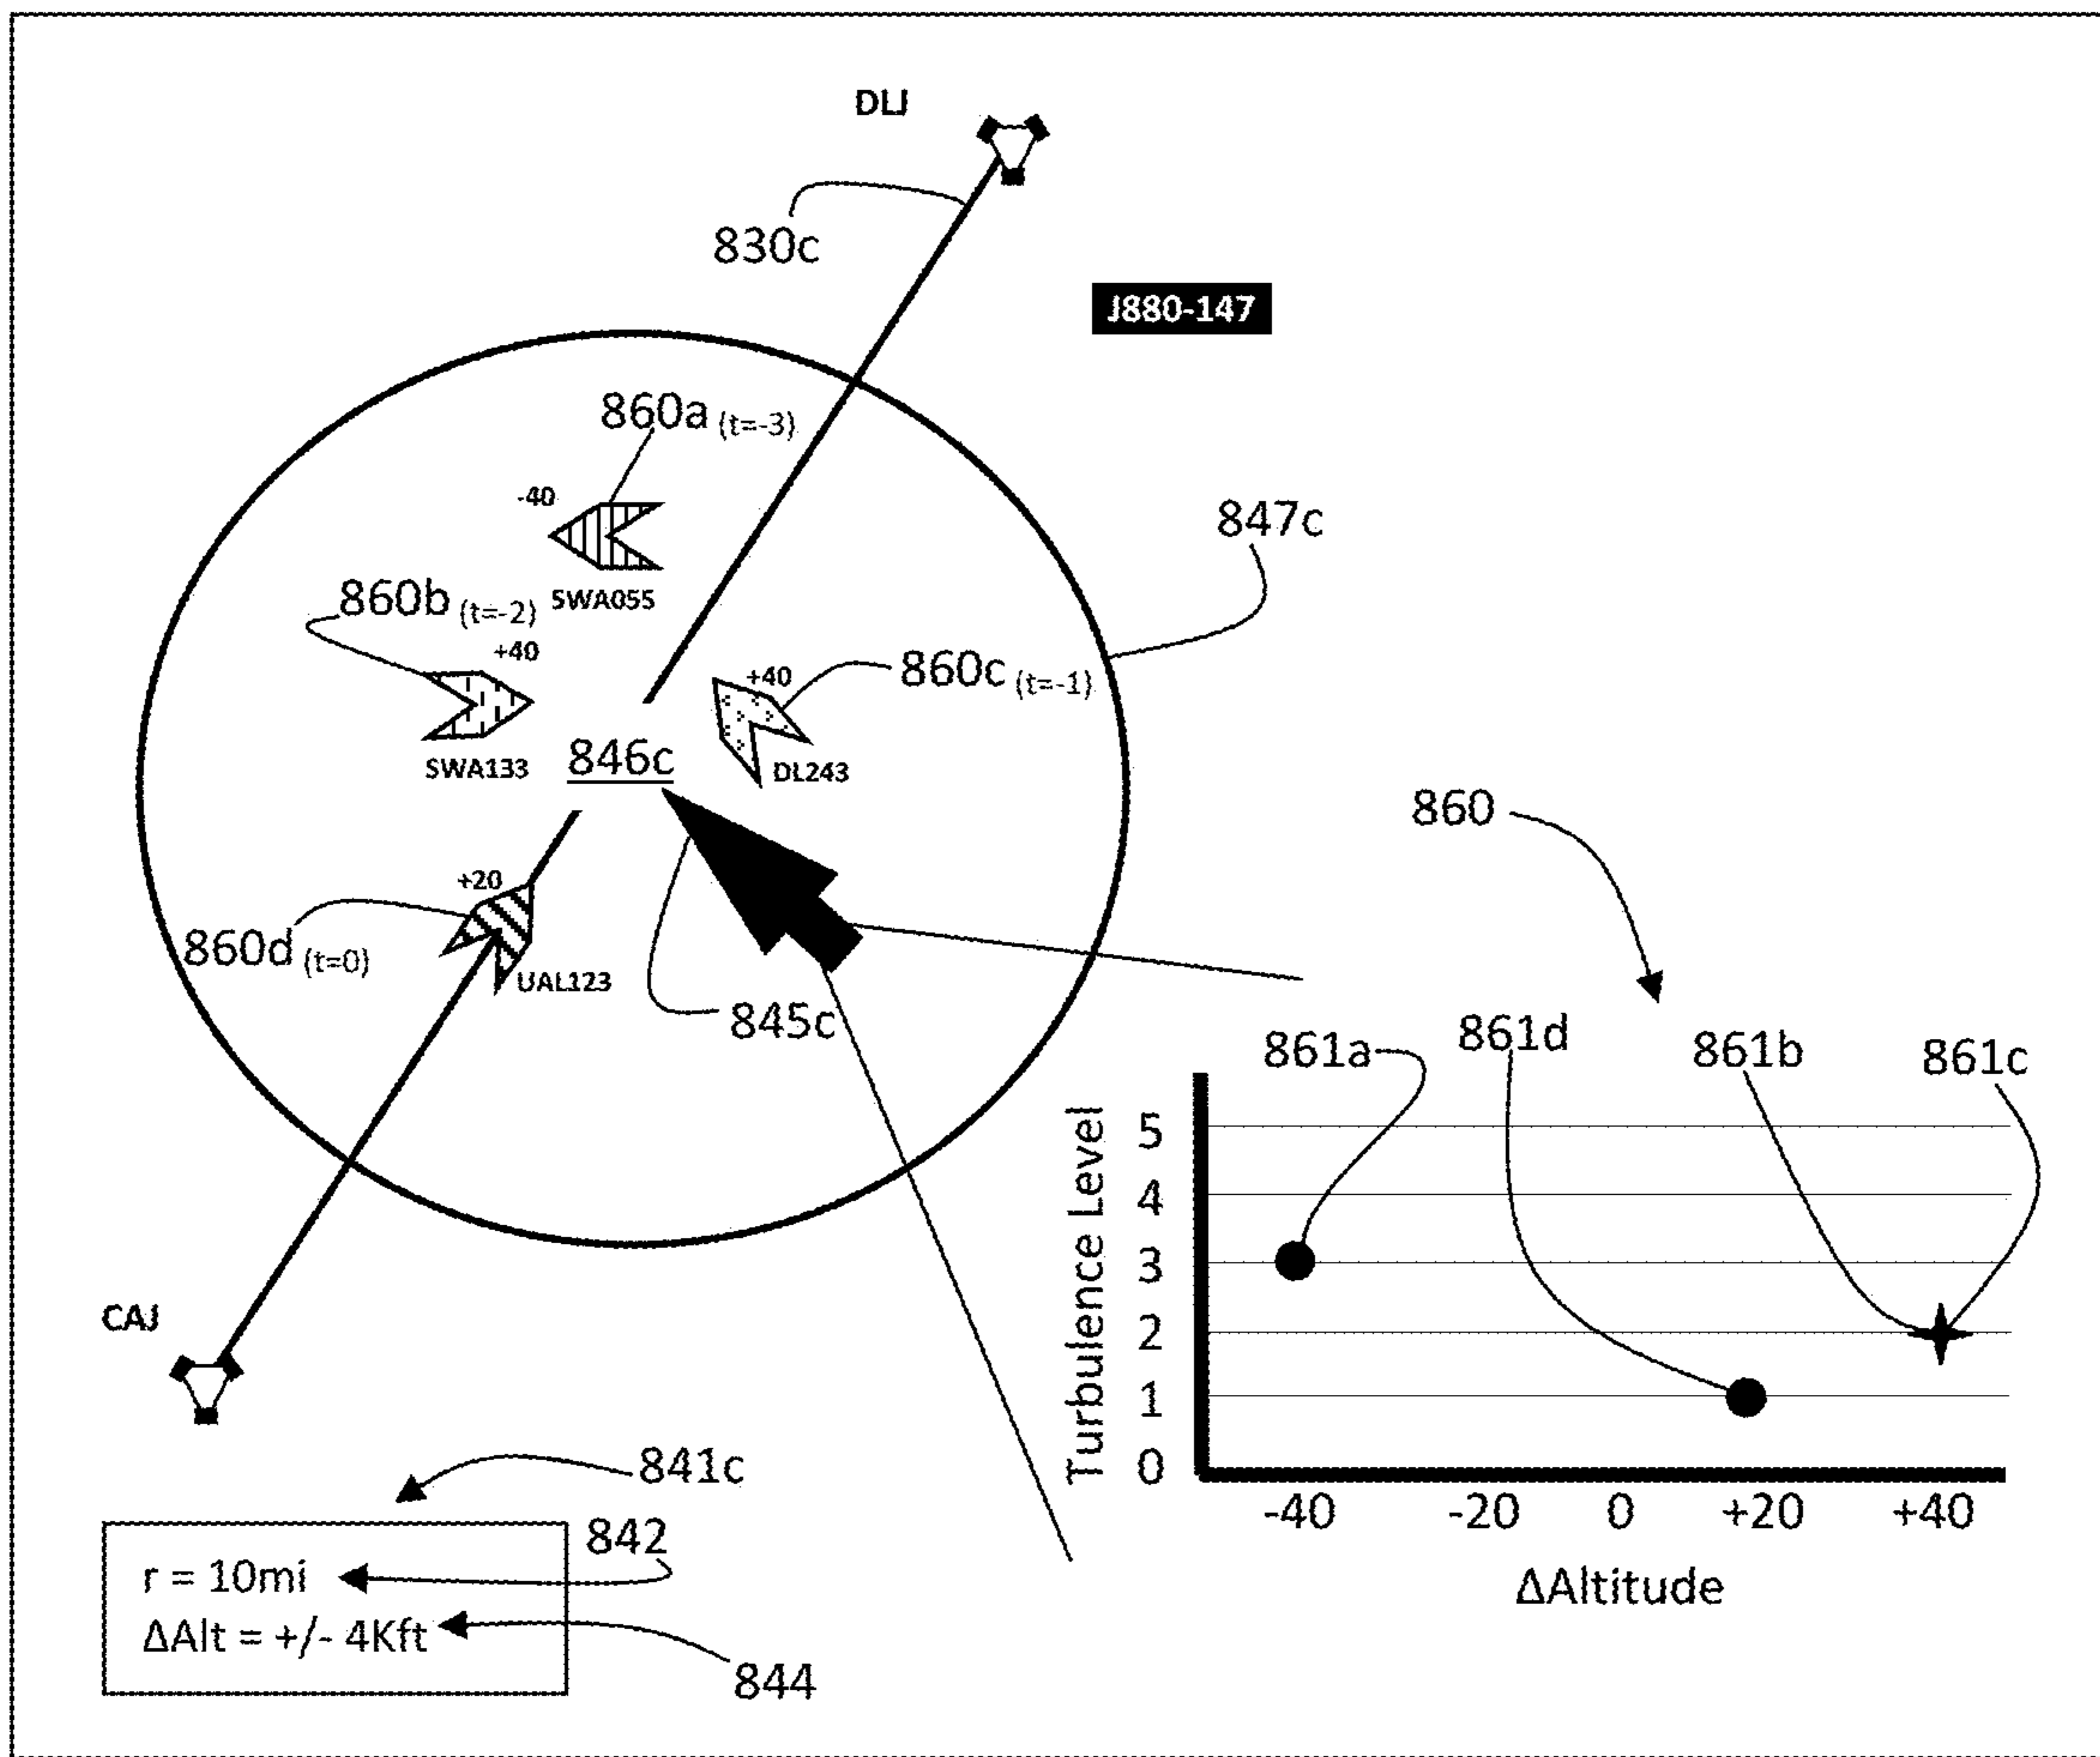 DLJ
830c
J880-147
860a (t=-3)
-40
847c
860b (t=-2)
SWA055
+40
+40
860c (t=-1)
SWA133
846c
DL243
860
+20
860d (t=0)
UAL123
845c
861a
861d
861b
861c
Turbulence Level
5
4
3
2
1
0
-40
-20
0
+20
+40
ΔAltitude
CAJ
841c
842
r = 10mi
ΔAlt = +/- 4Kft
844